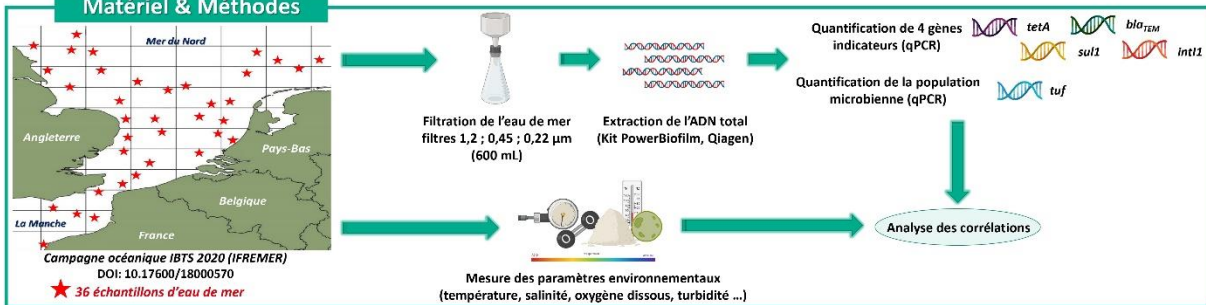 Matériel & Méthodes
Mer du Nord
Angleterre
Pays-Bas
Belgique
La Manche
France
Campagne océanique IBTS 2020 (IFREMER)
DOI: 10.17600/18000570
36 échantillons d'eau de mer
Filtration de l'eau de mer
filtres 1,2 ; 0,45 ; 0,22 µm
(600 mL)
Extraction de l'ADN total
(Kit PowerBiofilm, Qiagen)
Quantification de 4 gènes
indicateurs (qPCR)
tetA
blaTEM
sul1
intI1
Quantification de la population
microbienne (qPCR)
tuf
Mesure des paramètres environnementaux
(température, salinité, oxygène dissous, turbidité ...)
Analyse des corrélations